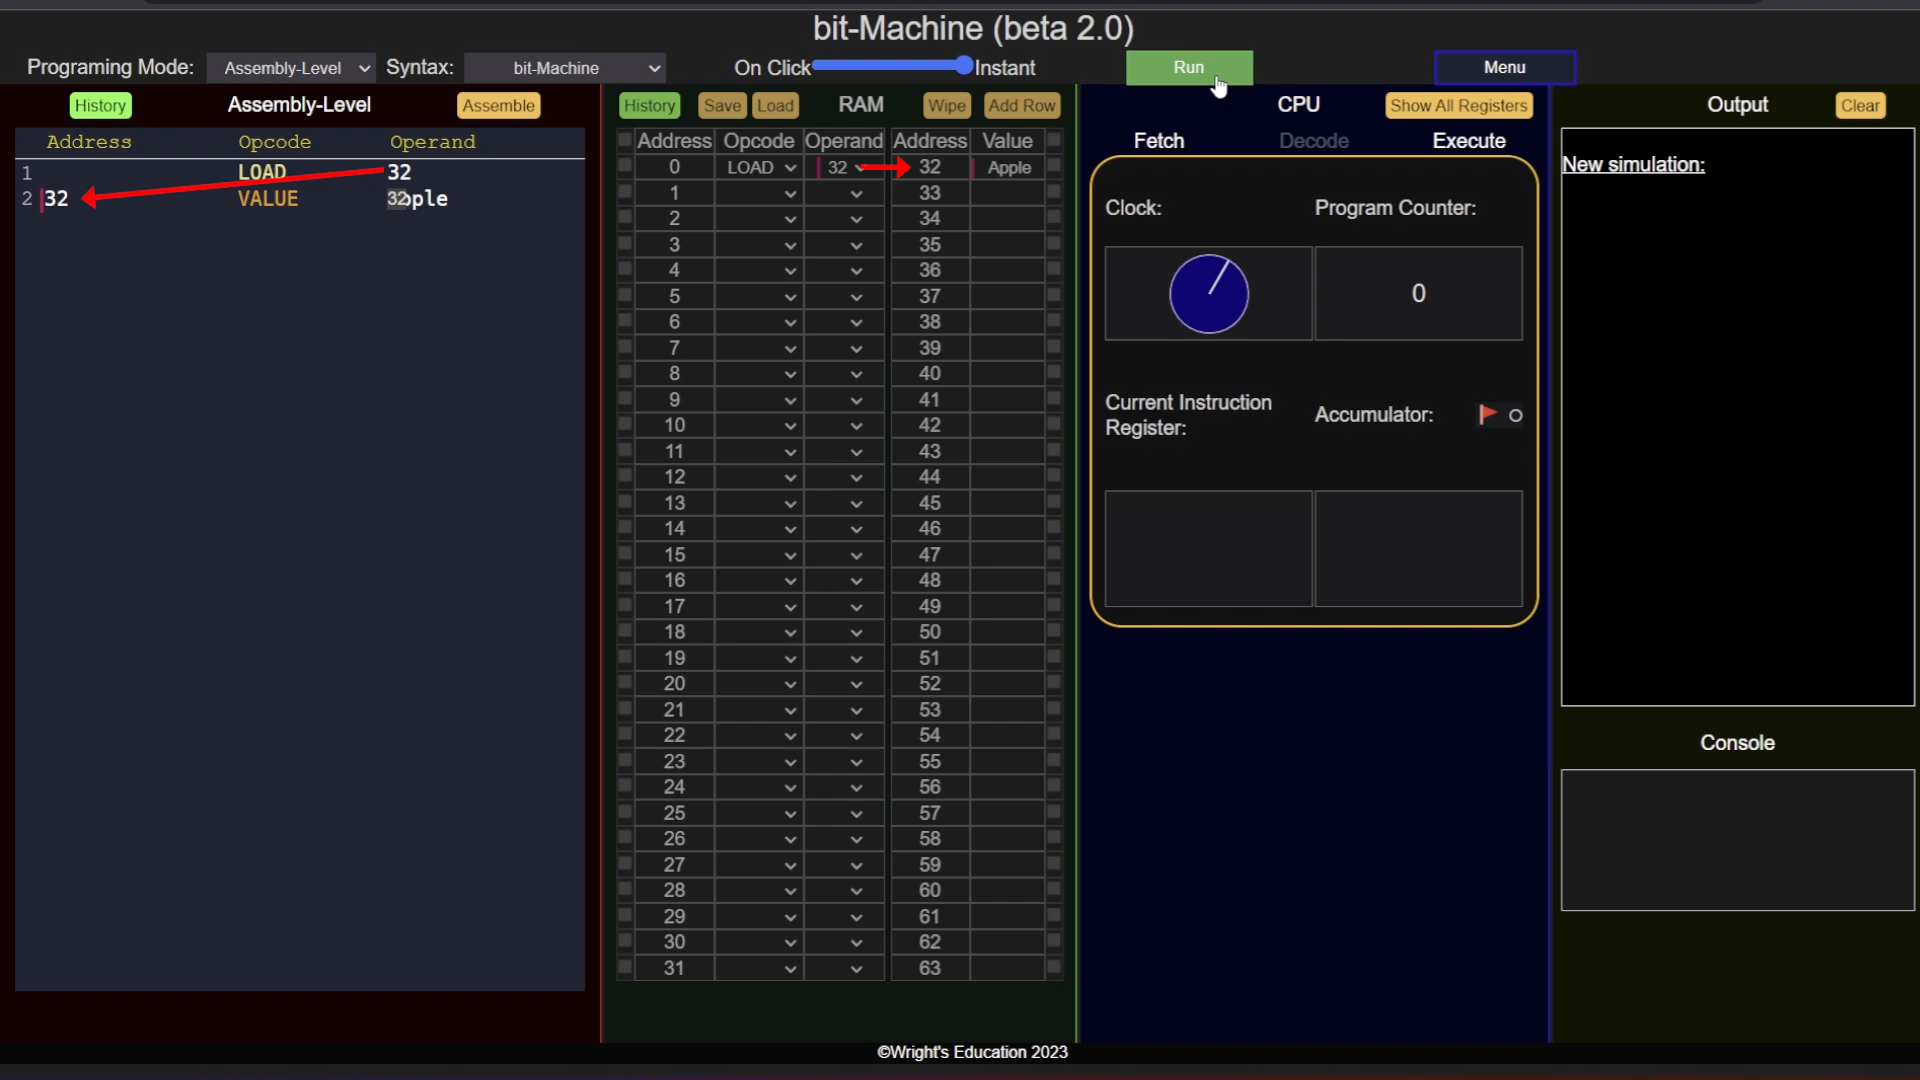 bit-Machine (beta 2.0)
Programing Mode: Assembly-Level Syntax: bit-Machine On Click Instant Run Menu
History Assembly-Level Assemble
Address Opcode Operand
1 LOAD 32
2 32 VALUE 32pple
History Save Load RAM Wipe Add Row
Address Opcode Operand Address Value
0 LOAD 32 32 Apple
1 33
2 34
3 35
4 36
5 37
6 38
7 39
8 40
9 41
10 42
11 43
12 44
13 45
14 46
15 47
16 48
17 49
18 50
19 51
20 52
21 53
22 54
23 55
24 56
25 57
26 58
27 59
28 60
29 61
30 62
31 63
CPU Show All Registers
Fetch Decode Execute
Clock: Program Counter:
0
Current Instruction
Register:
Accumulator:
Output Clear
New simulation:
Console
©Wright's Education 2023